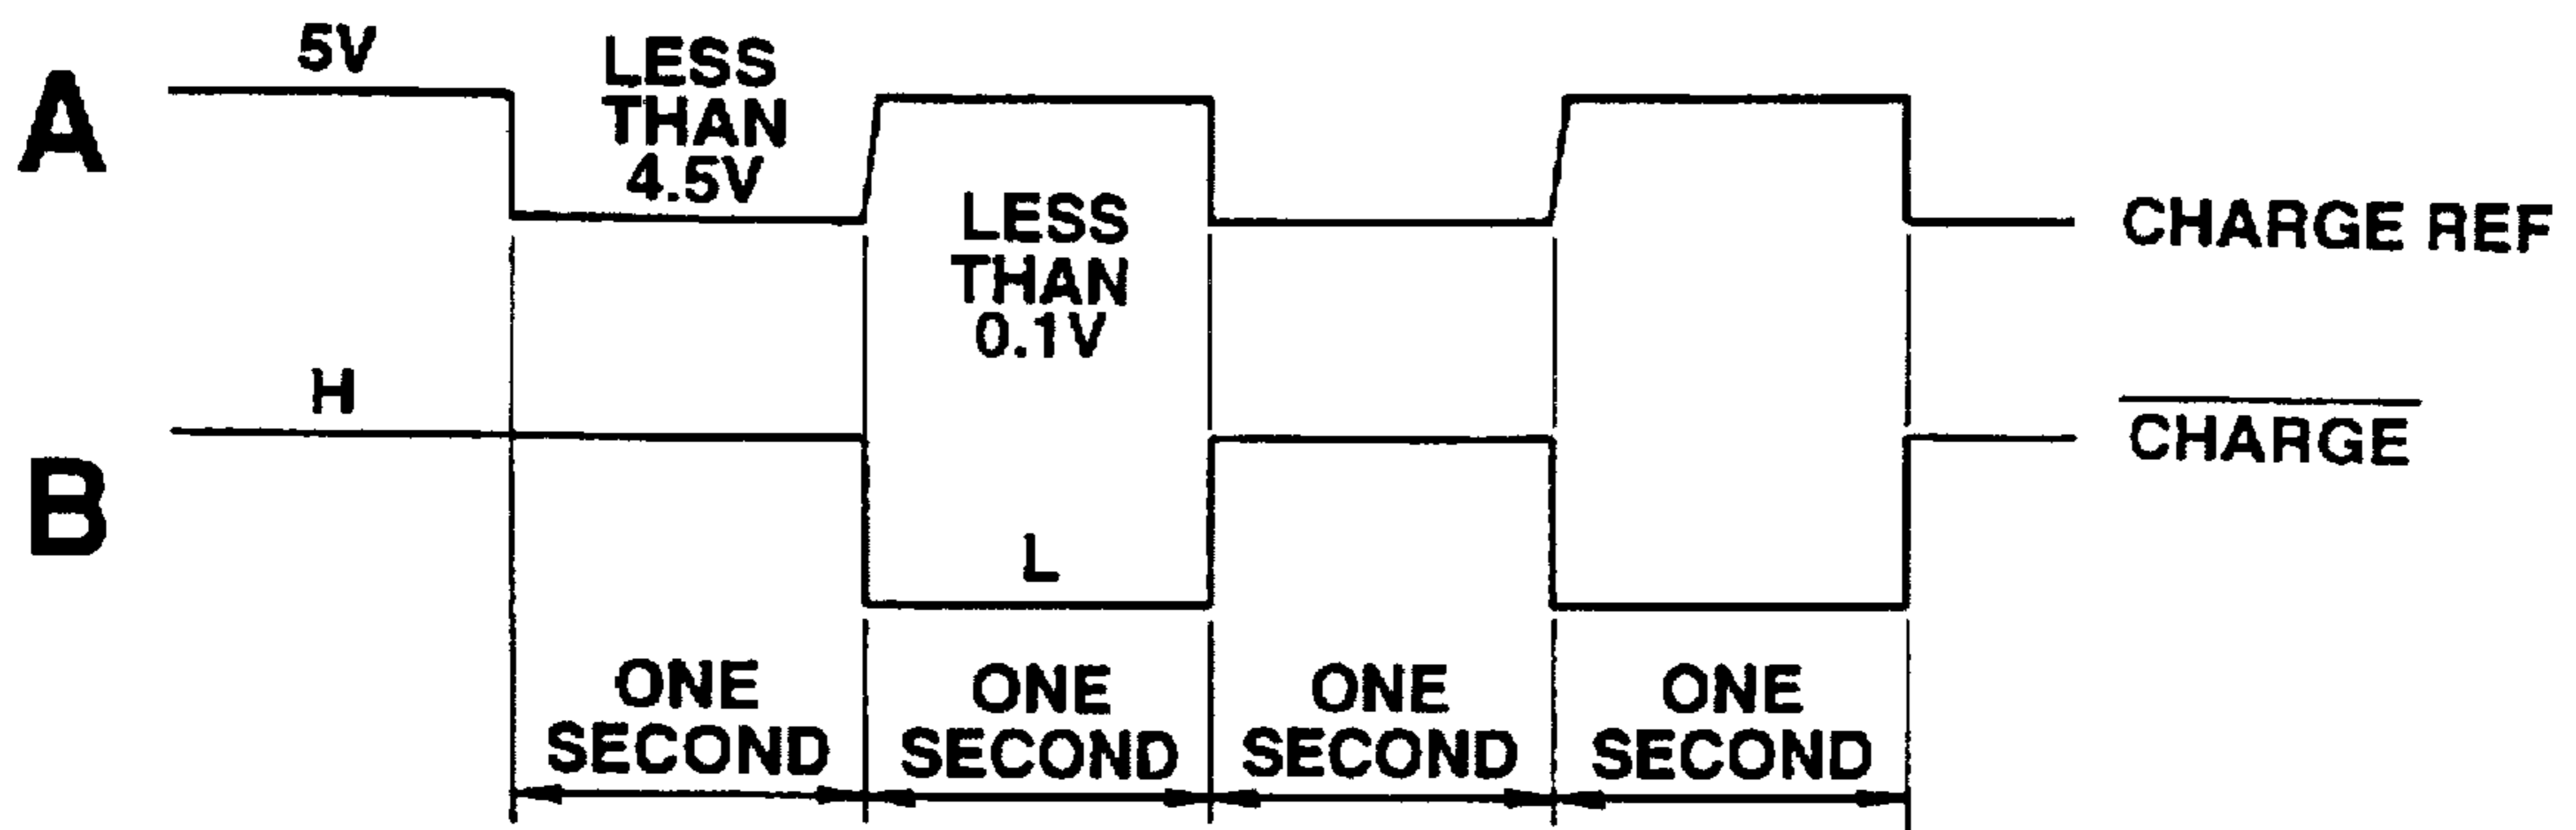 A
5V
LESS
THAN
4.5V
LESS
THAN
0.1V
CHARGE REF
B
H
L
CHARGE
ONE
SECOND
ONE
SECOND
ONE
SECOND
ONE
SECOND